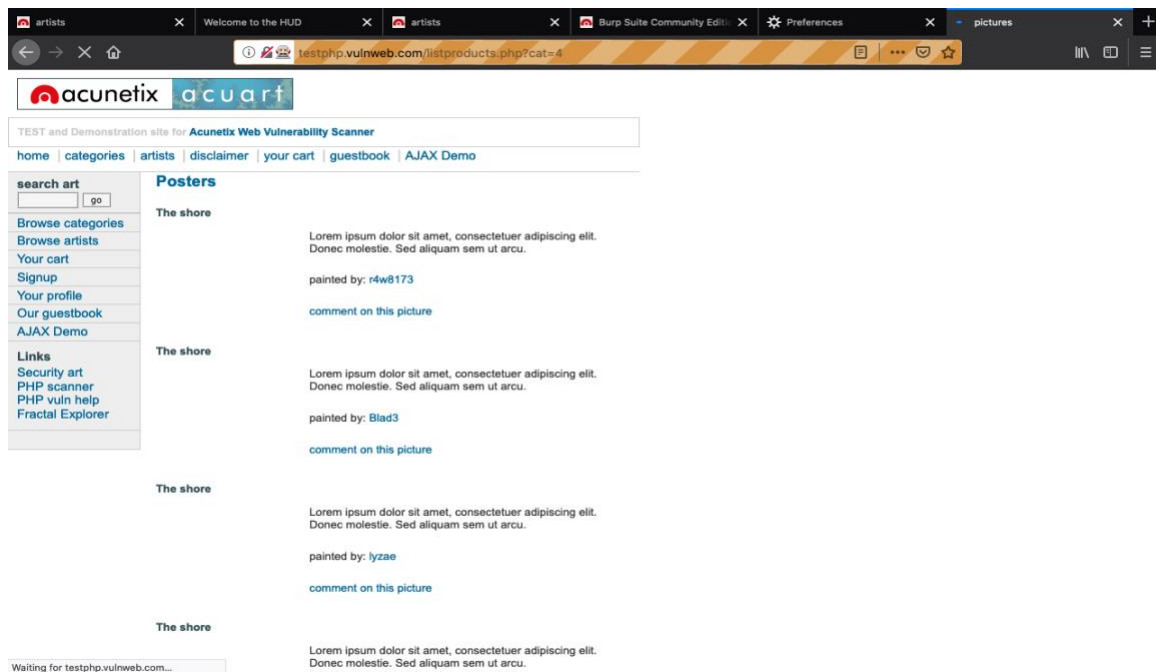 artists
Welcome to the HUD
artists
Burp Suite Community Editi
Preferences
pictures
testphp.vulnweb.com/listproducts.php?cat=4
acunetix acuart
TEST and Demonstration site for Acunetix Web Vulnerability Scanner
home | categories | artists | disclaimer | your cart | guestbook | AJAX Demo
search art
go
Browse categories
Browse artists
Your cart
Signup
Your profile
Our guestbook
AJAX Demo
Links
Security art
PHP scanner
PHP vuln help
Fractal Explorer
Posters
The shore
Lorem ipsum dolor sit amet, consectetuer adipiscing elit.
Donec molestie. Sed aliquam sem ut arcu.
painted by: r4w8173
comment on this picture
The shore
Lorem ipsum dolor sit amet, consectetuer adipiscing elit.
Donec molestie. Sed aliquam sem ut arcu.
painted by: Blad3
comment on this picture
The shore
Lorem ipsum dolor sit amet, consectetuer adipiscing elit.
Donec molestie. Sed aliquam sem ut arcu.
painted by: lyzae
comment on this picture
The shore
Lorem ipsum dolor sit amet, consectetuer adipiscing elit.
Donec molestie. Sed aliquam sem ut arcu.
Waiting for testphp.vulnweb.com...